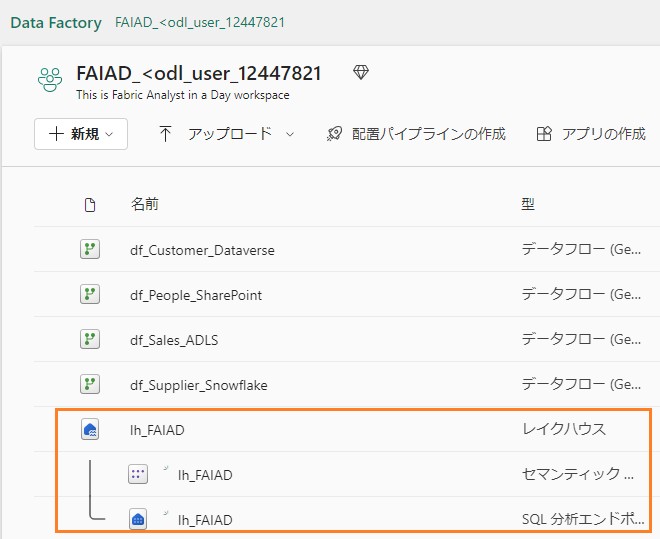 Data Factory FAIAD_<odl_user_12447821
FAIAD_<odl_user_12447821
This is Fabric Analyst in a Day workspace
新規 アップロード 配置パイプラインの作成 アプリの作成
名前 型
df_Customer_Dataverse データフロー (Ge...
df_People_SharePoint データフロー (Ge...
df_Sales_ADLS データフロー (Ge...
df_Supplier_Snowflake データフロー (Ge...
lh_FAIAD レイクハウス
lh_FAIAD セマンティック ...
lh_FAIAD SQL 分析エンドポ...